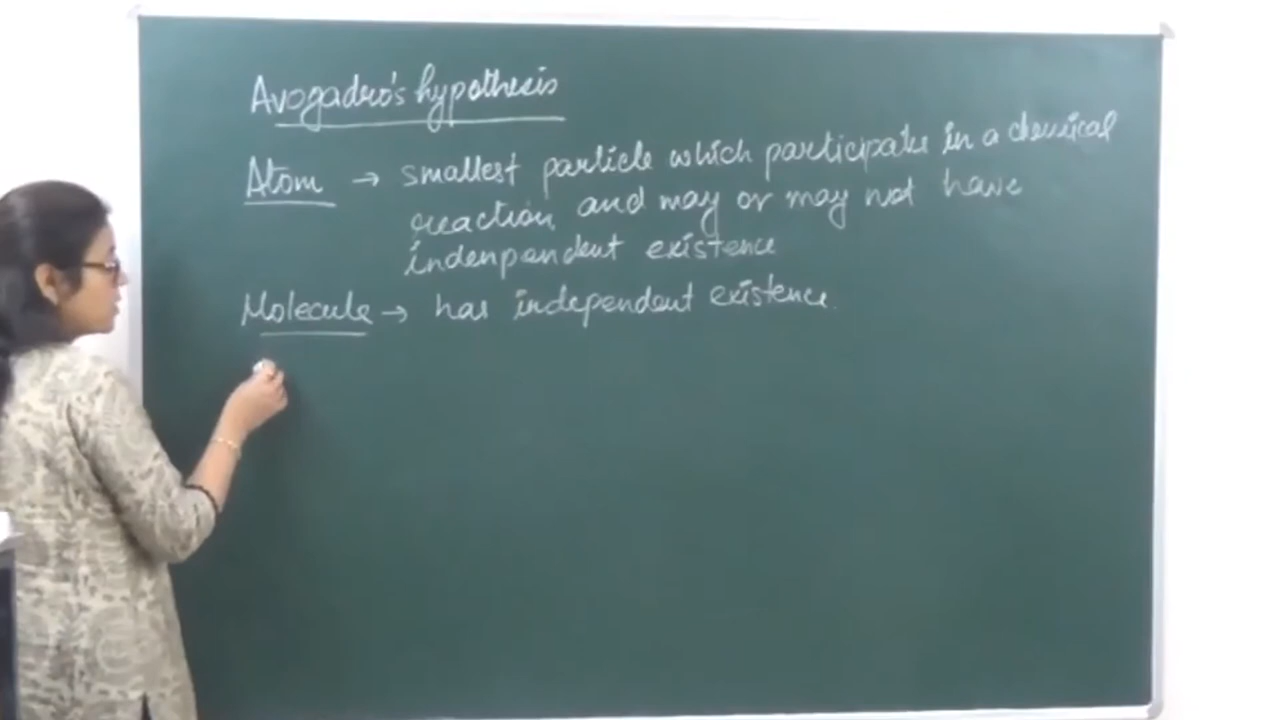 Avogadro's hypothesis
Atom → smallest particle which participate in a chemical
reaction and may or may not have
indenpendent existence
Molecule → has independent existence.